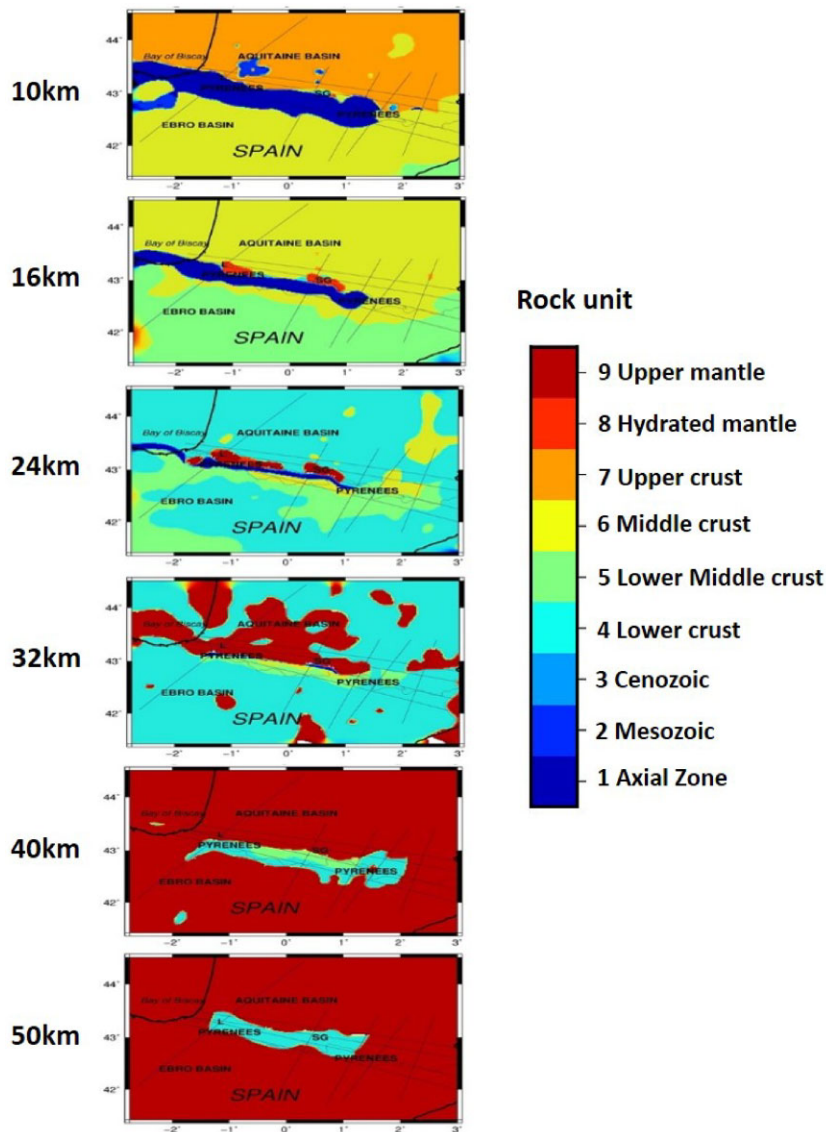 10km
44°
43°
42°
Bay of Biscay
AQUITAINE BASIN
PYRENEES
SG
PYRENEES
EBRO BASIN
SPAIN
−2° −1° 0° 1° 2° 3°
16km
44°
43°
42°
Bay of Biscay
AQUITAINE BASIN
PYRENEES
SG
PYRENEES
EBRO BASIN
SPAIN
−2° −1° 0° 1° 2° 3°
24km
44°
43°
42°
Bay of Biscay
AQUITAINE BASIN
PYRENEES
SG
PYRENEES
EBRO BASIN
SPAIN
−2° −1° 0° 1° 2° 3°
32km
44°
43°
42°
Bay of Biscay
AQUITAINE BASIN
L
PYRENEES
SG
PYRENEES
EBRO BASIN
SPAIN
−2° −1° 0° 1° 2° 3°
40km
44°
43°
42°
Bay of Biscay
AQUITAINE BASIN
L
PYRENEES
SG
PYRENEES
EBRO BASIN
SPAIN
−2° −1° 0° 1° 2° 3°
50km
44°
43°
42°
Bay of Biscay
AQUITAINE BASIN
L
PYRENEES
SG
PYRENEES
EBRO BASIN
SPAIN
−2° −1° 0° 1° 2° 3°
Rock unit
9 Upper mantle
8 Hydrated mantle
7 Upper crust
6 Middle crust
5 Lower Middle crust
4 Lower crust
3 Cenozoic
2 Mesozoic
1 Axial Zone